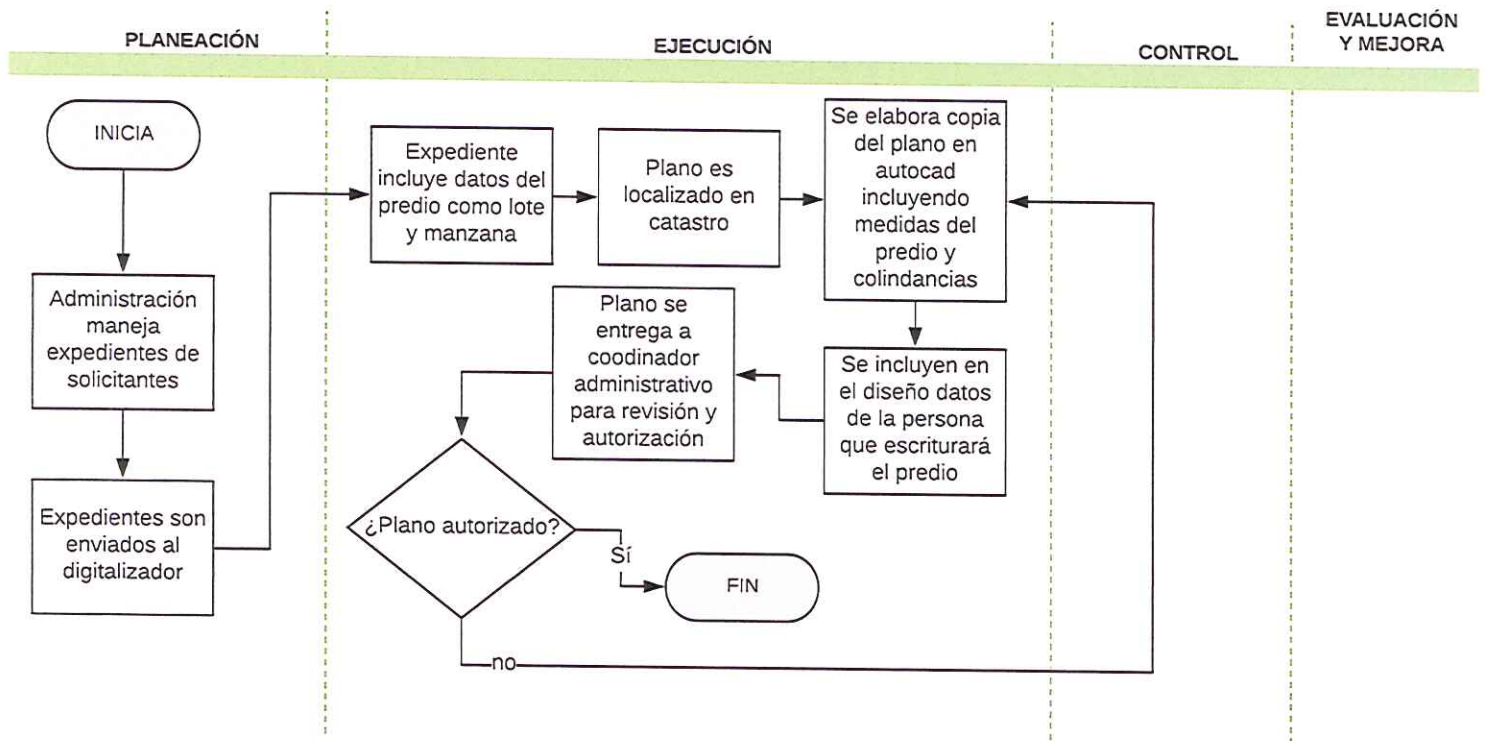 PLANEACIÓN
EJECUCIÓN
CONTROL
EVALUACIÓN
Y MEJORA
INICIA
Administración
maneja
expedientes de
solicitantes
Expedientes son
enviados al
digitalizador
Expediente
incluye datos del
predio como lote
y manzana
Plano es
localizado en
catastro
Se elabora copia
del plano en
autocad
incluyendo
medidas del
predio y
colindancias
Se incluyen en
el diseño datos
de la persona
que escriturará
el predio
Plano se
entrega a
coodinador
administrativo
para revisión y
autorización
¿Plano autorizado?
Sí
FIN
no